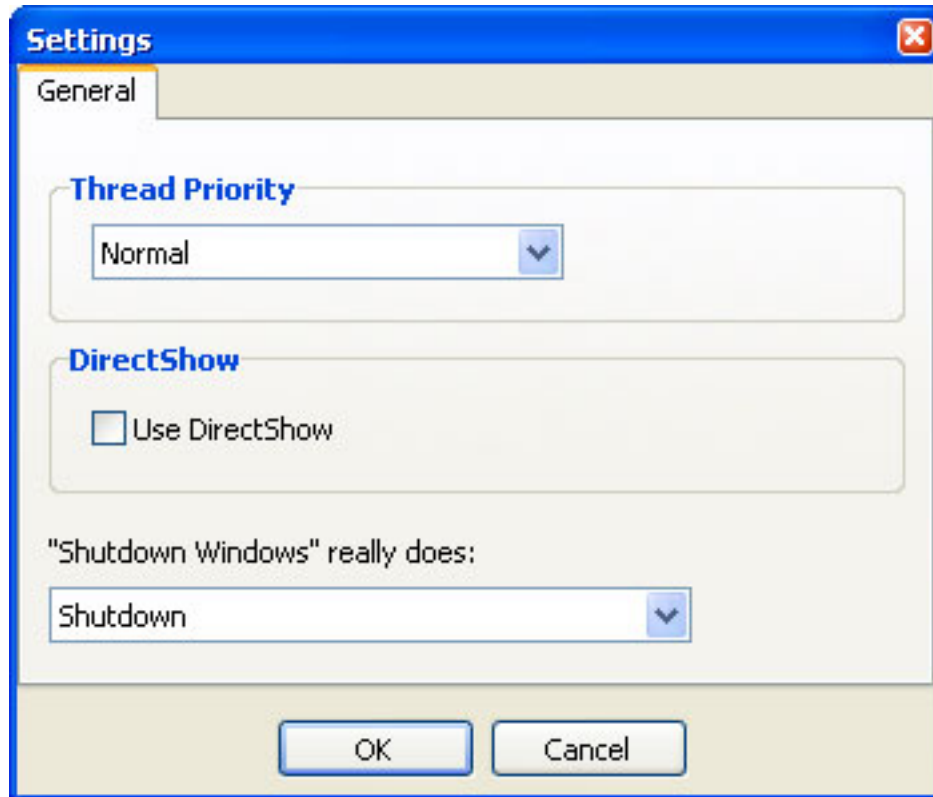 Settings
General
Thread Priority
Normal
DirectShow
Use DirectShow
"Shutdown Windows" really does:
Shutdown
OK Cancel